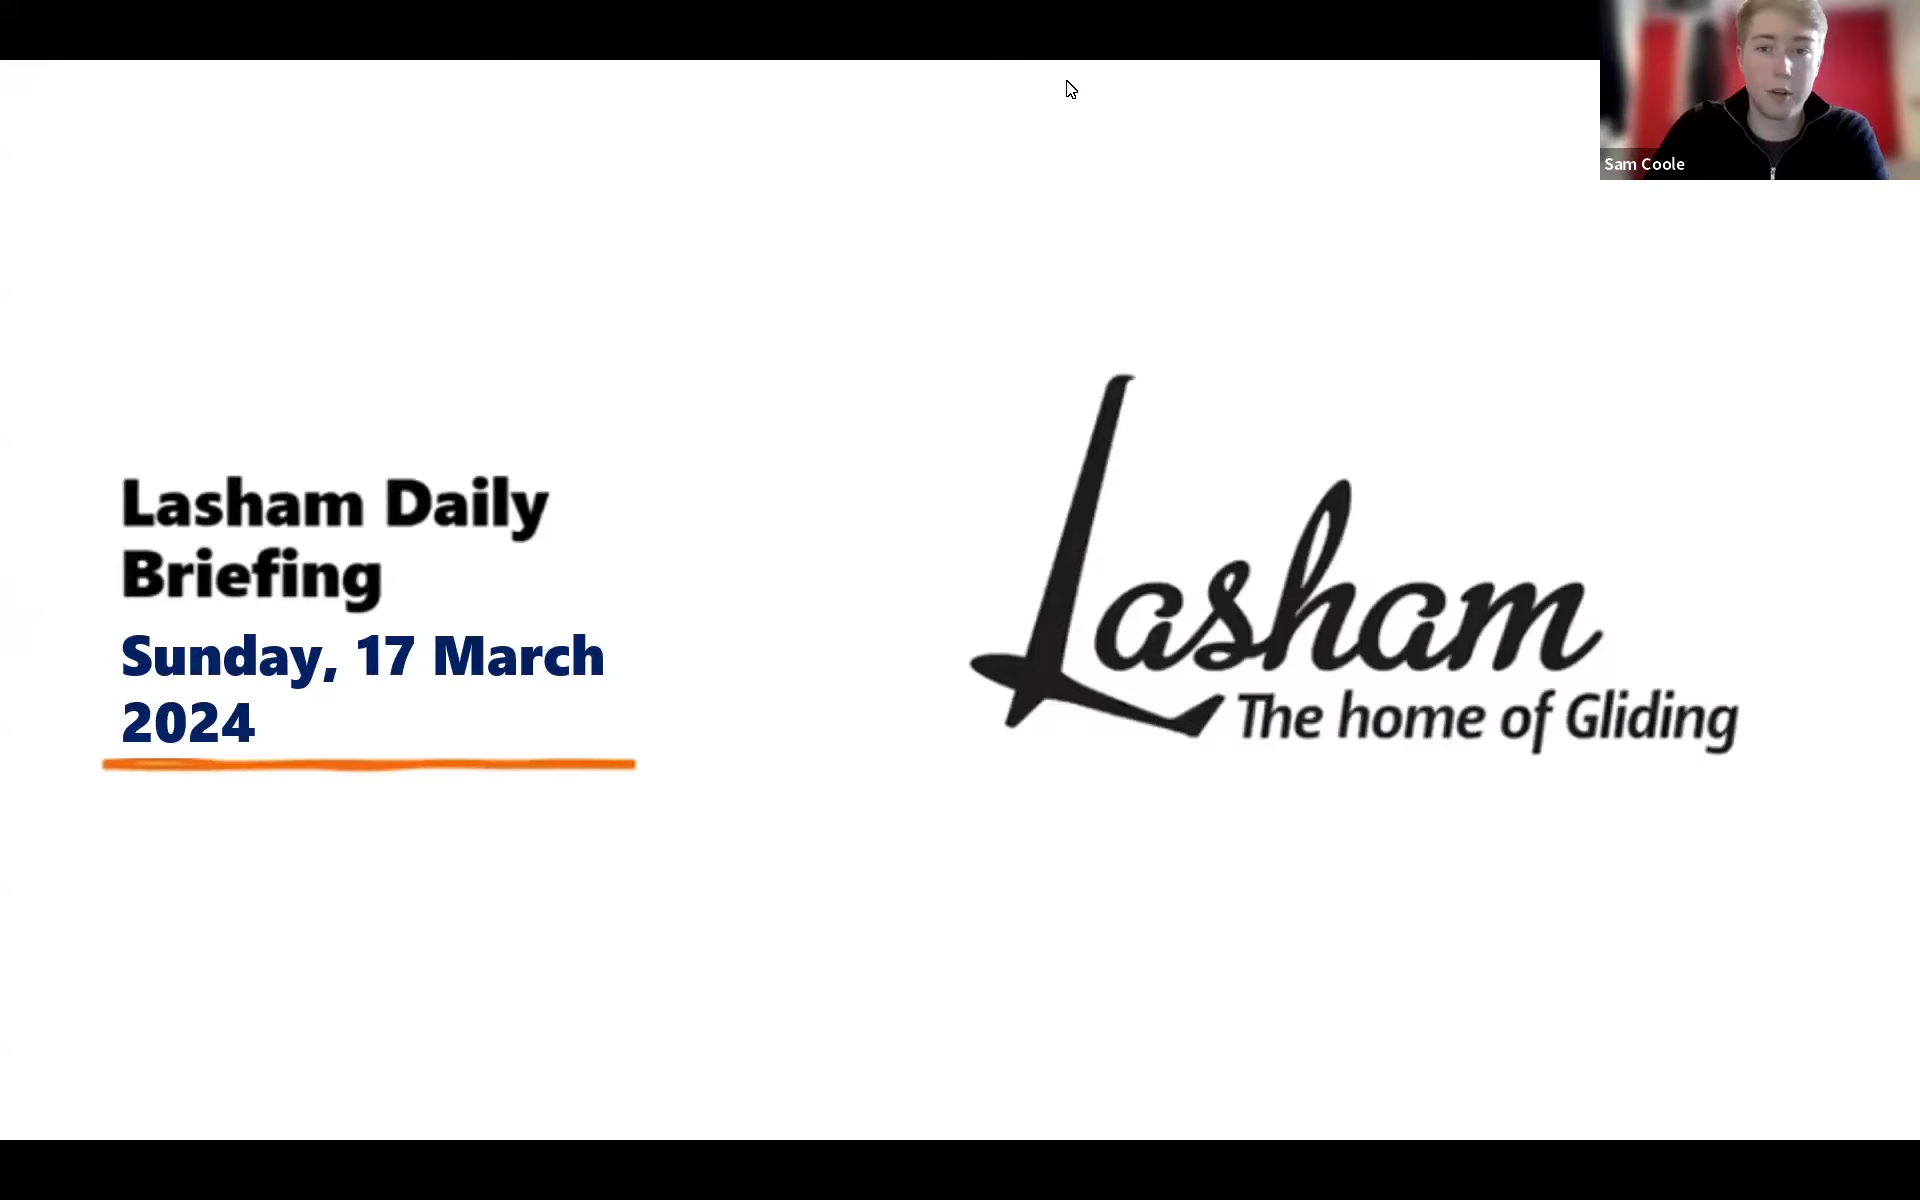 Sam Coole
Lasham Daily
Briefing
Sunday, 17 March
2024
Lasham
The home of Gliding